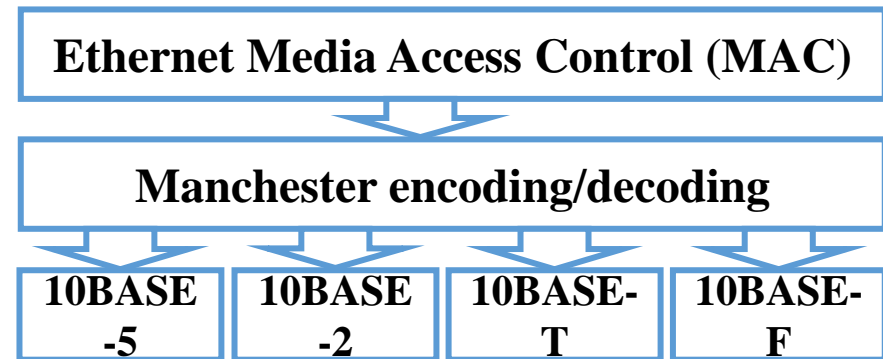 Ethernet Media Access Control (MAC)
Manchester encoding/decoding
10BASE
-5
10BASE
-2
10BASE-
T
10BASE-
F